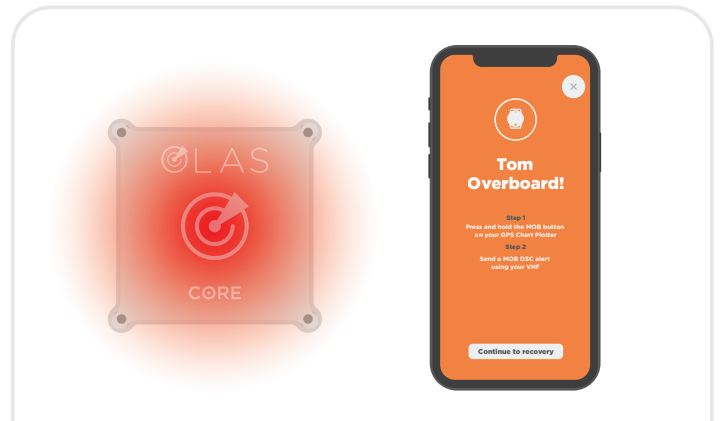 OLAS
CORE
Tom
Overboard!
Step 1
Press and hold the MOB button
on your GPS Chart Plotter
Step 2
Send a MOB DSC alert
using your VHF
Continue to recovery